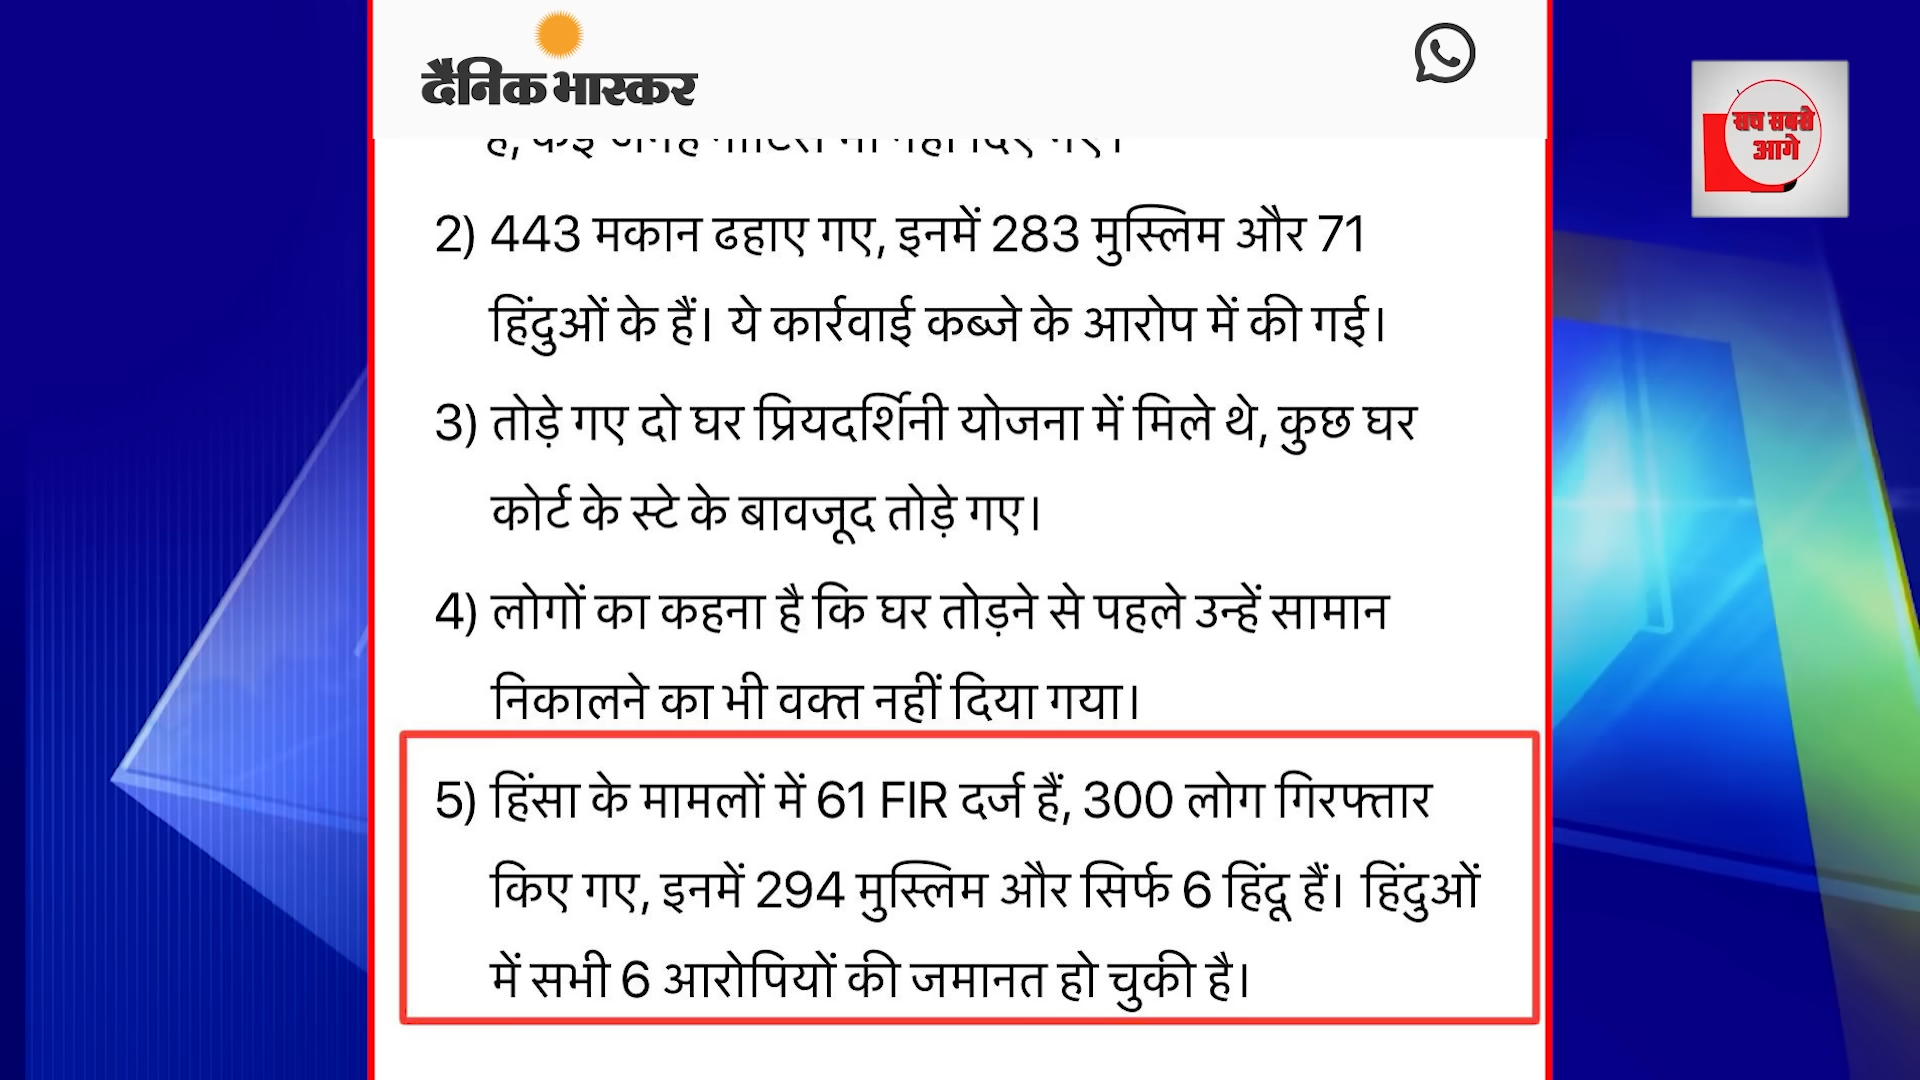 दैनिक भास्कर
सच सबसे
आगे
2) 443 मकान ढहाए गए, इनमें 283 मुस्लिम और 71
हिंदुओं के हैं। ये कार्रवाई कब्जे के आरोप में की गई।
3) तोड़े गए दो घर प्रियदर्शिनी योजना में मिले थे, कुछ घर
कोर्ट के स्टे के बावजूद तोड़े गए।
4) लोगों का कहना है कि घर तोड़ने से पहले उन्हें सामान
निकालने का भी वक्त नहीं दिया गया।
5) हिंसा के मामलों में 61 FIR दर्ज हैं, 300 लोग गिरफ्तार
किए गए, इनमें 294 मुस्लिम और सिर्फ 6 हिंदू हैं। हिंदुओं
में सभी 6 आरोपियों की जमानत हो चुकी है।